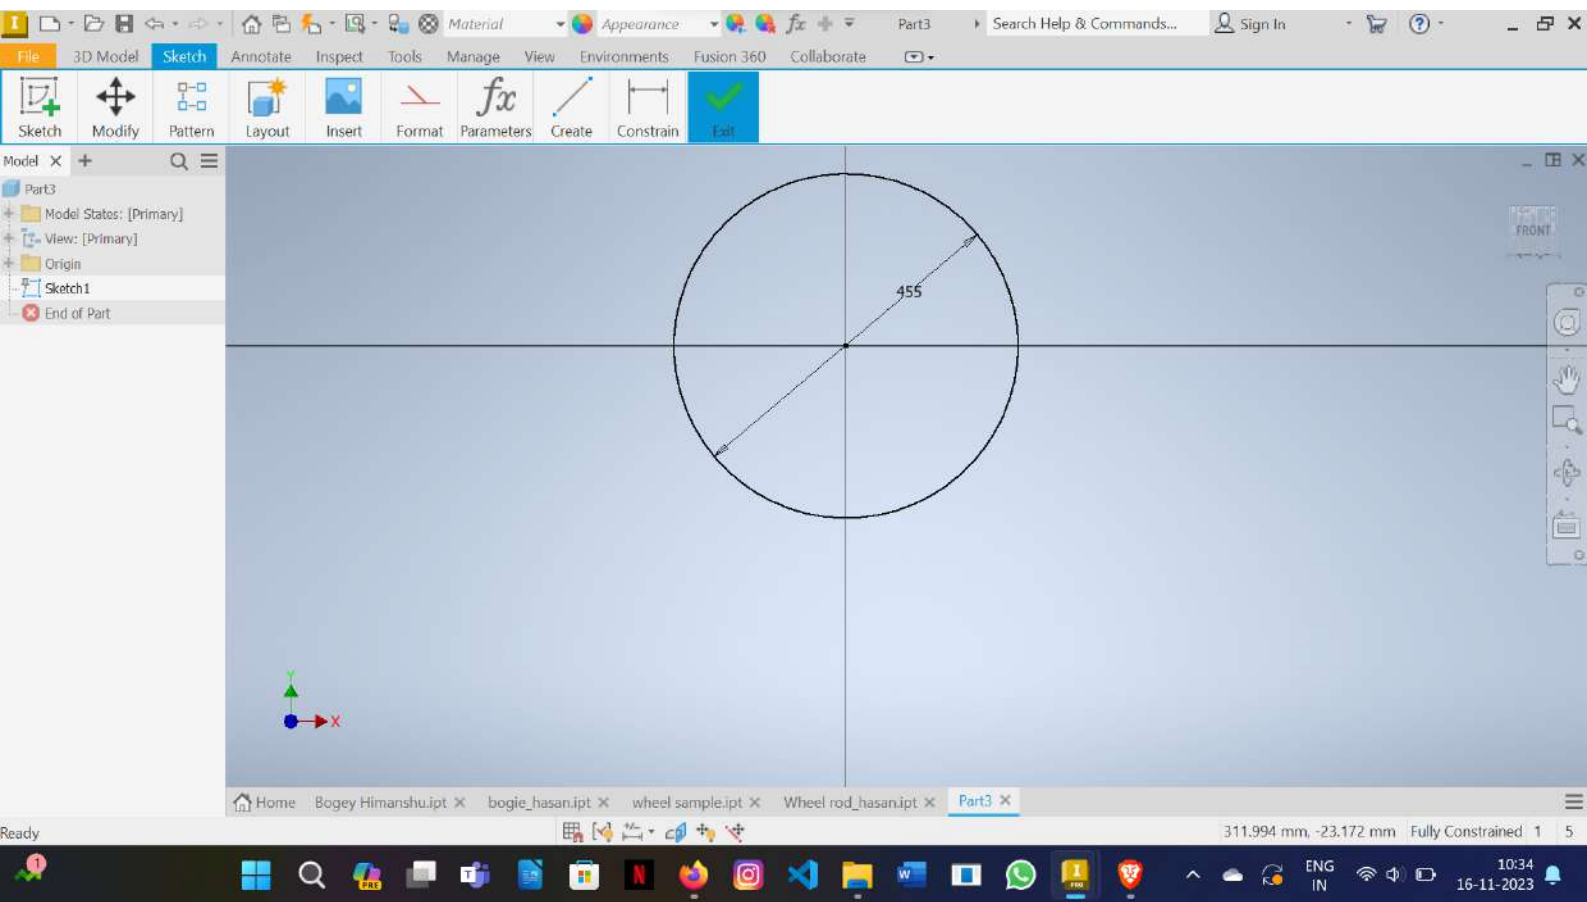 Material Appearance fx Part3 Search Help & Commands... Sign In
File 3D Model Sketch Annotate Inspect Tools Manage View Environments Fusion 360 Collaborate
fx
Sketch Modify Pattern Layout Insert Format Parameters Create Constrain Exit
Model
Part3
Model States: [Primary]
View: [Primary]
Origin
Sketch1
End of Part
FRONT
455
Y
X
Home Bogey Himanshu.ipt bogie_hasan.ipt wheel sample.ipt Wheel rod_hasan.ipt Part3
Ready 311.994 mm, -23.172 mm Fully Constrained 1 5
1 PRE ENG IN 10:34
16-11-2023